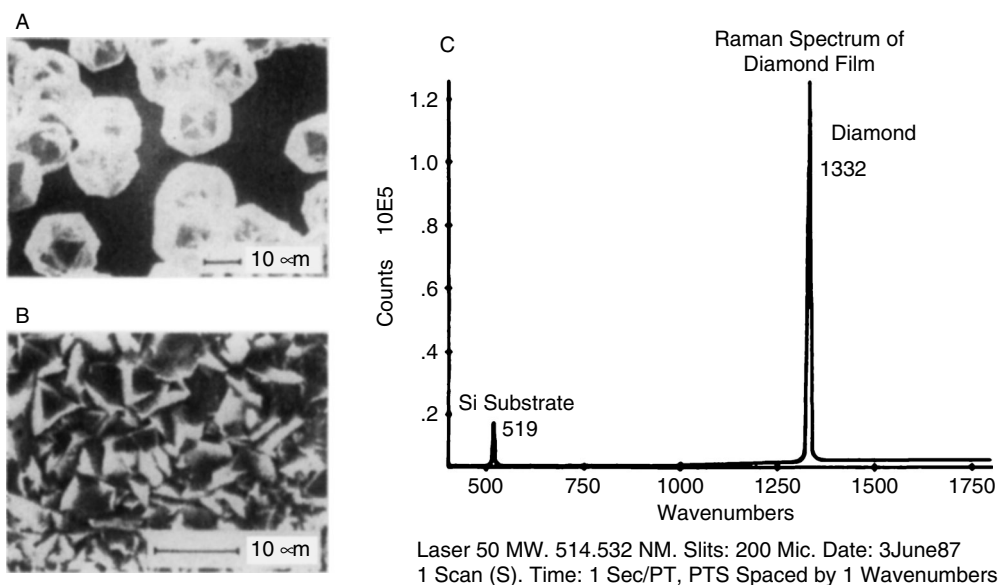 A
10 ∝m
B
10 ∝m
C
Raman Spectrum of
Diamond Film
Diamond
1332
Counts 10E5
1.2
1.0
.8
.6
.4
.2
Si Substrate
519
500 750 1000 1250 1500 1750
Wavenumbers
Laser 50 MW. 514.532 NM. Slits: 200 Mic. Date: 3June87
1 Scan (S). Time: 1 Sec/PT, PTS Spaced by 1 Wavenumbers